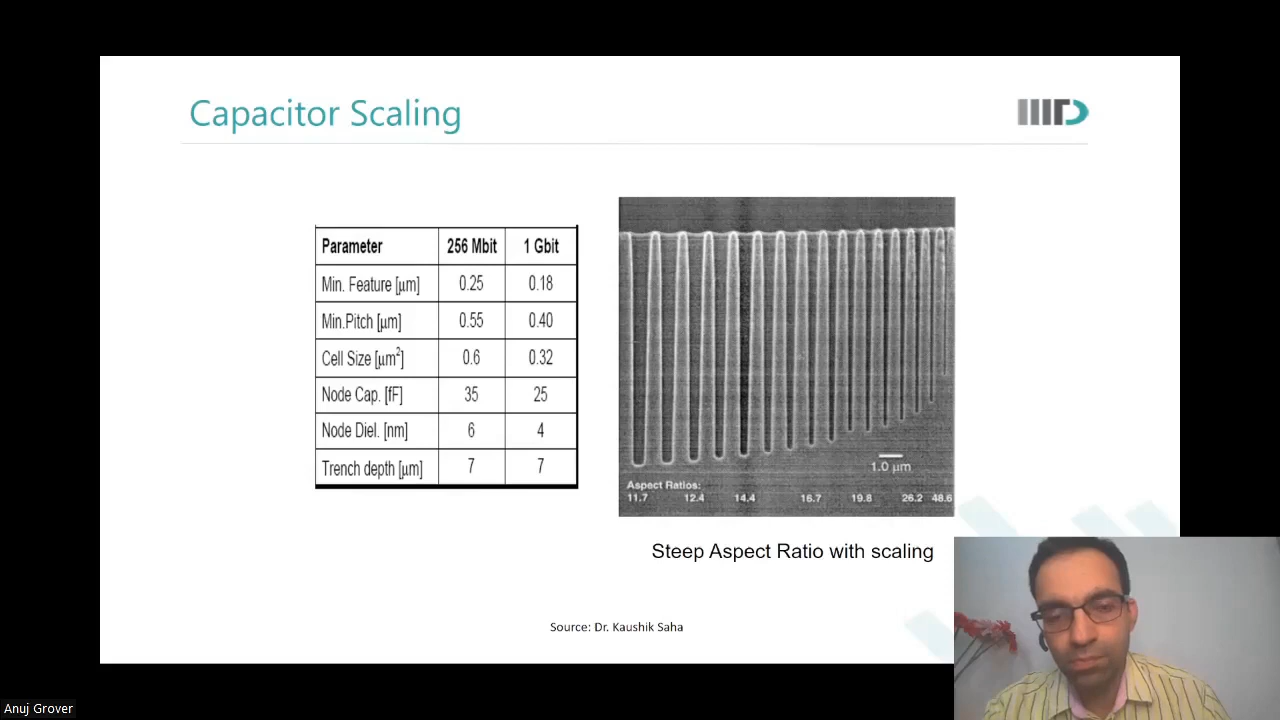 Capacitor Scaling
IIITD
Parameter 256 Mbit 1 Gbit
Min. Feature [µm] 0.25 0.18
Min.Pitch [µm] 0.55 0.40
Cell Size [µm²] 0.6 0.32
Node Cap. [fF] 35 25
Node Diel. [nm] 6 4
Trench depth [µm] 7 7
1.0 µm
Aspect Ratios:
11.7 12.4 14.4 16.7 19.8 26.2 48.6
Steep Aspect Ratio with scaling
Source: Dr. Kaushik Saha
Anuj Grover